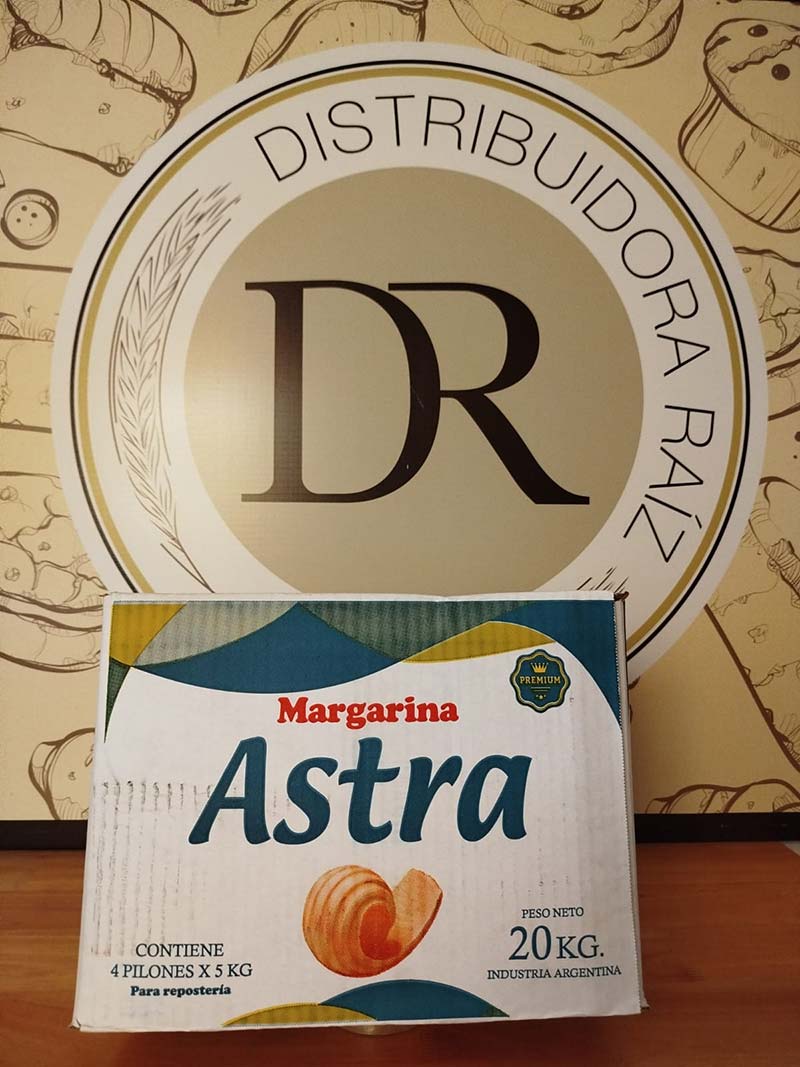 DISTRIBUIDORA RAÍZ
DR
PREMIUM
Margarina
Astra
CONTIENE
4 PILONES X 5 KG
Para repostería
PESO NETO
20 KG.
INDUSTRIA ARGENTINA